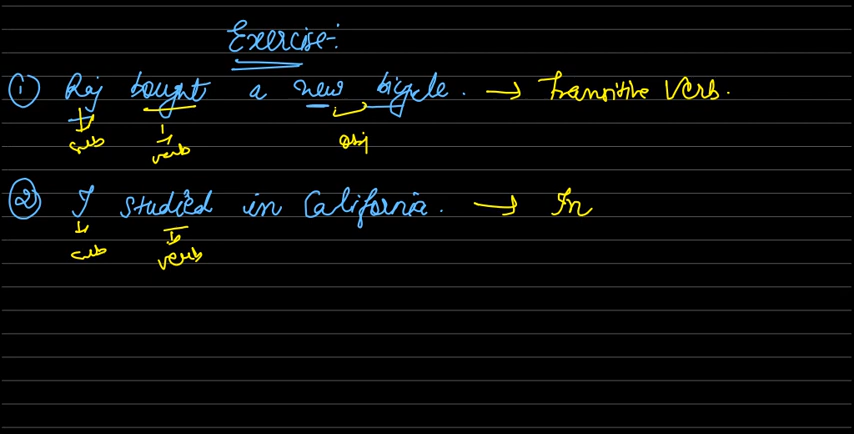 Exercise:-
① Raj bought a new bicycle. → Transitive Verb.
sub verb obj
② I studied in California. → In
sub verb